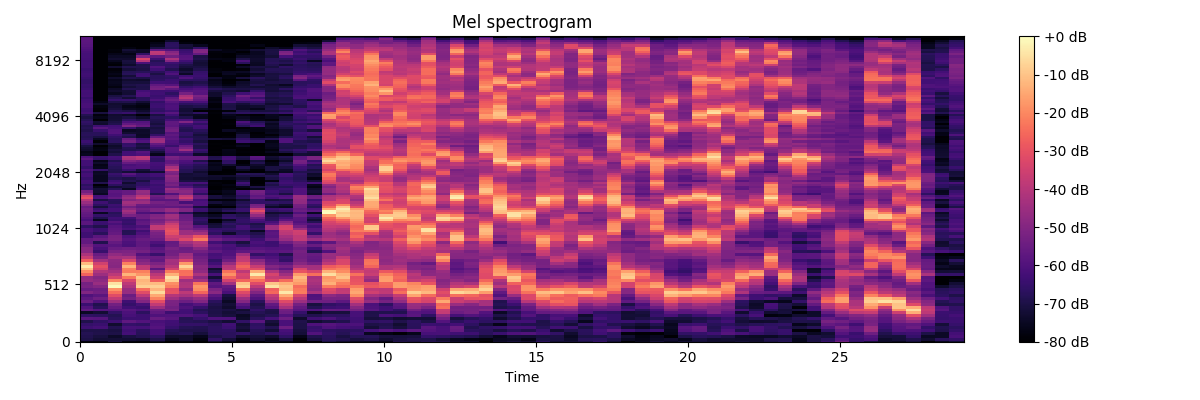 Mel spectrogram
Hz
8192
4096
2048
1024
512
0
0 5 10 15 20 25
Time
+0 dB
-10 dB
-20 dB
-30 dB
-40 dB
-50 dB
-60 dB
-70 dB
-80 dB